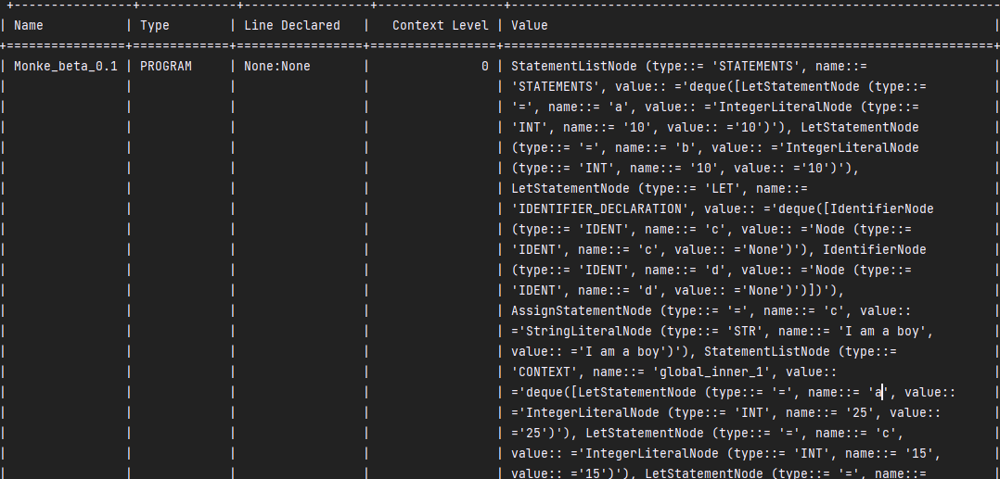 Name Type Line Declared Context Level Value
Monke_beta_0.1 PROGRAM None:None 0 StatementListNode (type::= 'STATEMENTS', name::=
'STATEMENTS', value:: ='deque([LetStatementNode (type::=
'=', name::= 'a', value:: ='IntegerLiteralNode (type::=
'INT', name::= '10', value:: ='10')'), LetStatementNode
(type::= '=', name::= 'b', value:: ='IntegerLiteralNode
(type::= 'INT', name::= '10', value:: ='10')'),
LetStatementNode (type::= 'LET', name::=
'IDENTIFIER_DECLARATION', value:: ='deque([IdentifierNode
(type::= 'IDENT', name::= 'c', value:: ='Node (type::=
'IDENT', name::= 'c', value:: ='None')'), IdentifierNode
(type::= 'IDENT', name::= 'd', value:: ='Node (type::=
'IDENT', name::= 'd', value:: ='None')')])'),
AssignStatementNode (type::= '=', name::= 'c', value::
='StringLiteralNode (type::= 'STR', name::= 'I am a boy',
value:: ='I am a boy')'), StatementListNode (type::=
'CONTEXT', name::= 'global_inner_1', value::
='deque([LetStatementNode (type::= '=', name::= 'a', value::
='IntegerLiteralNode (type::= 'INT', name::= '25', value::
='25')'), LetStatementNode (type::= '=', name::= 'c',
value:: ='IntegerLiteralNode (type::= 'INT', name::= '15',
value:: ='15')'), LetStatementNode (type::= '=', name::=